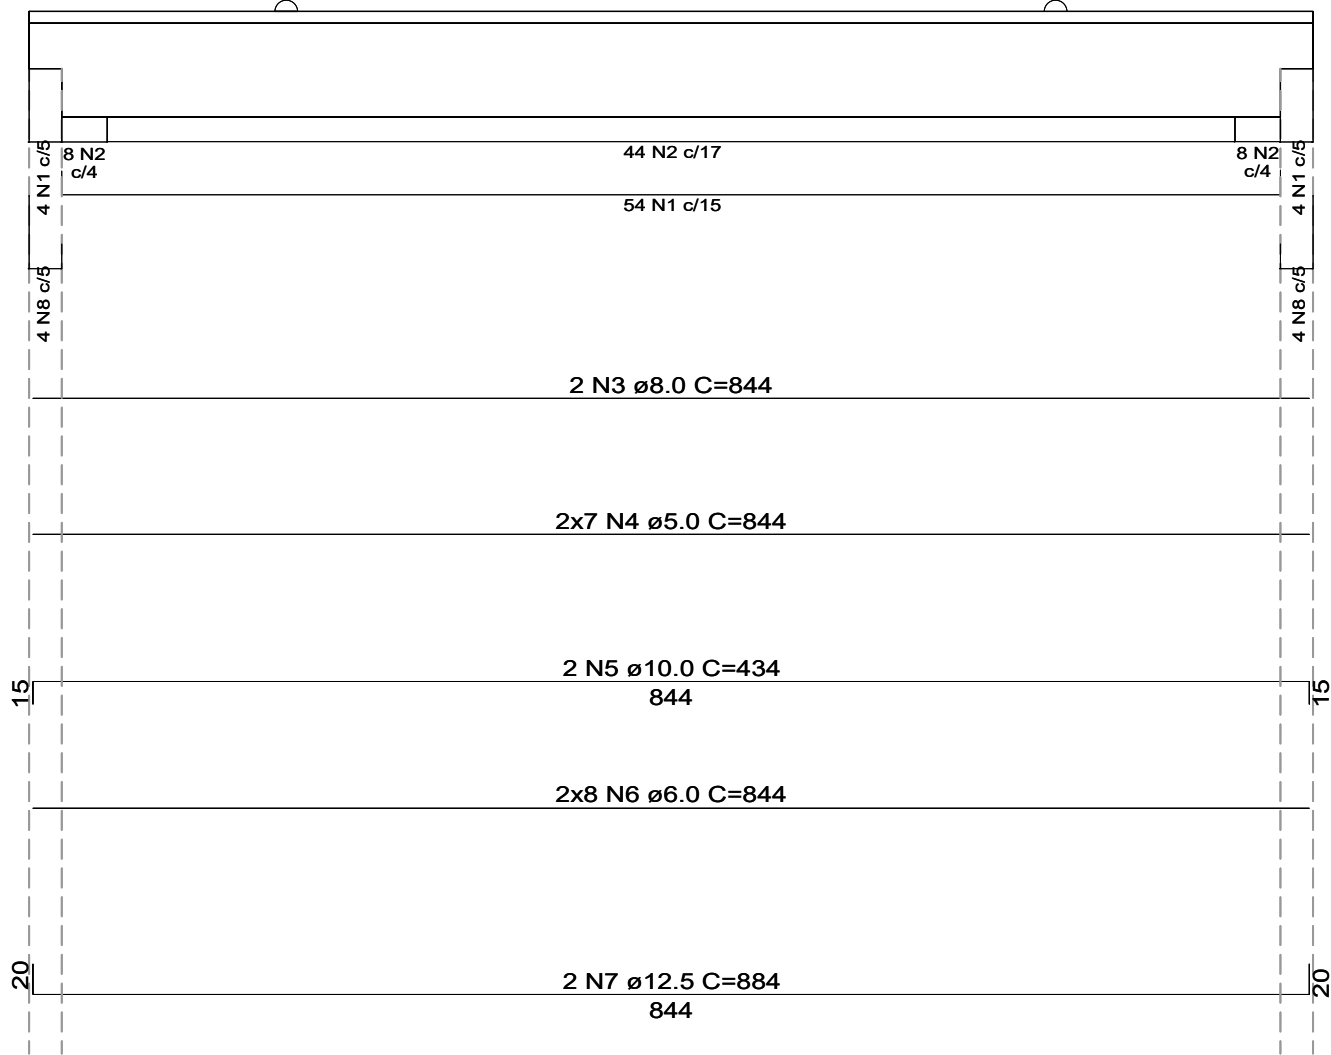 8 N2
c/4
44 N2 c/17
8 N2
c/4
4 N1 c/5
4 N1 c/5
54 N1 c/15
4 N8 c/5
4 N8 c/5
2 N3 ø8.0 C=844
2x7 N4 ø5.0 C=844
2 N5 ø10.0 C=434
15
844
15
2x8 N6 ø6.0 C=844
20
2 N7 ø12.5 C=884
20
844